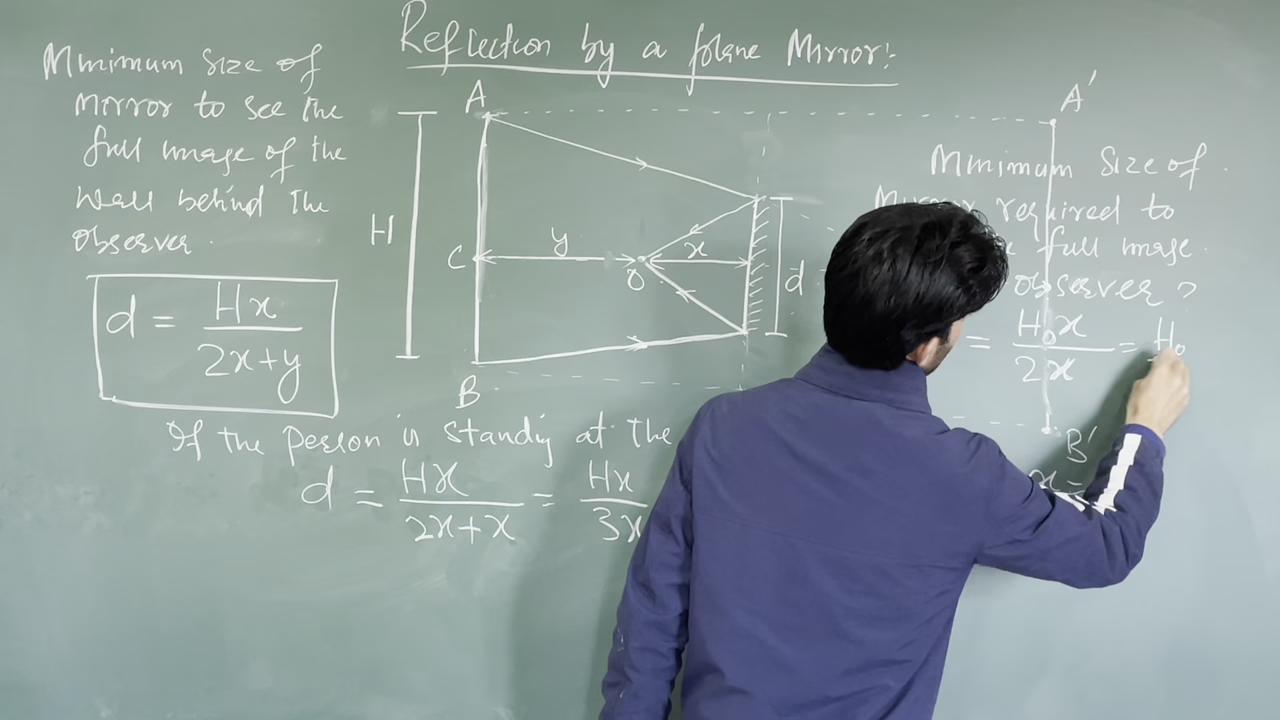 Reflection by a plane Mirror:
Minimum Size of
Mirror to see the
full image of the
wall behind the
observer.
d = Hx / 2x+y
A
H
C
y
O
x
d
B
A'
B'
Minimum Size of
required to
full image
observer?
= H₀x / 2x = H₀
x =
If the Person is standing at the
d = Hx / 2x+x = Hx / 3x